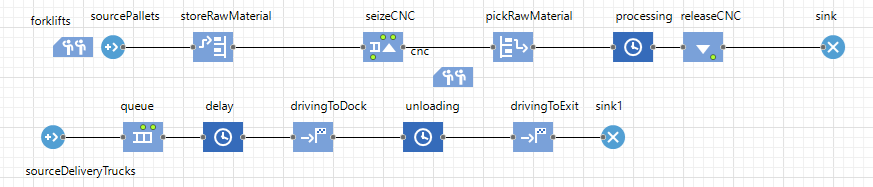 forklifts
sourcePallets
storeRawMaterial
seizeCNC
pickRawMaterial
processing
releaseCNC
sink
cnc
queue
delay
drivingToDock
unloading
drivingToExit
sink1
sourceDeliveryTrucks